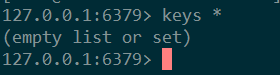 127.0.0.1:6379> keys *
(empty list or set)
127.0.0.1:6379>